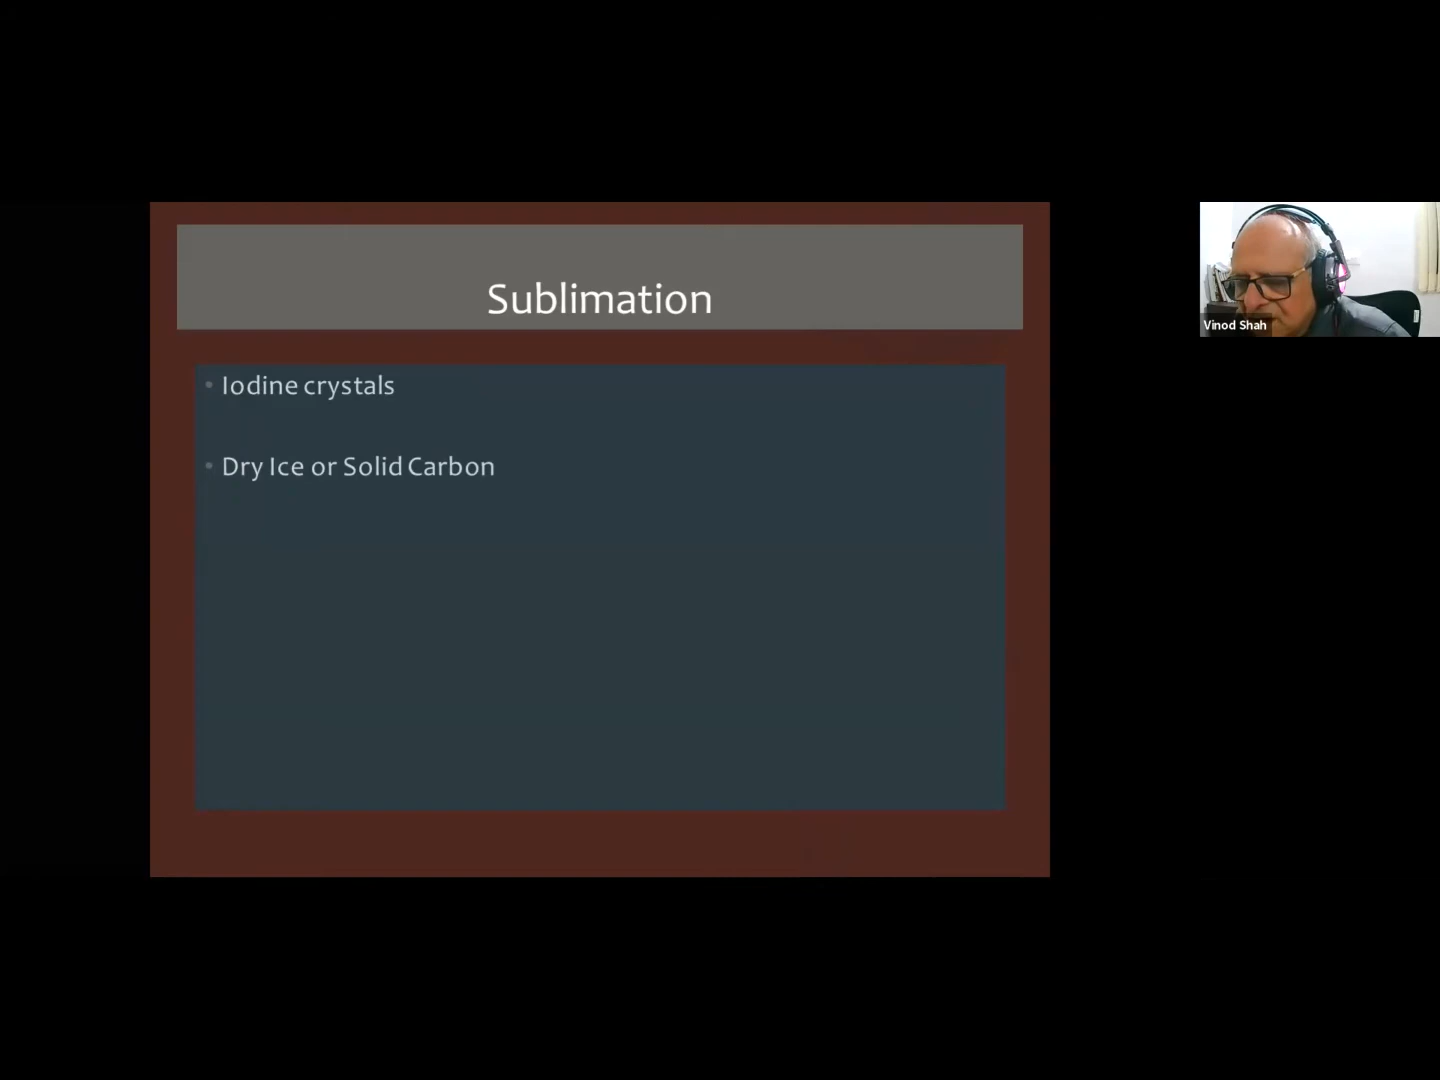 Sublimation
• Iodine crystals
• Dry Ice or Solid Carbon
Vinod Shah